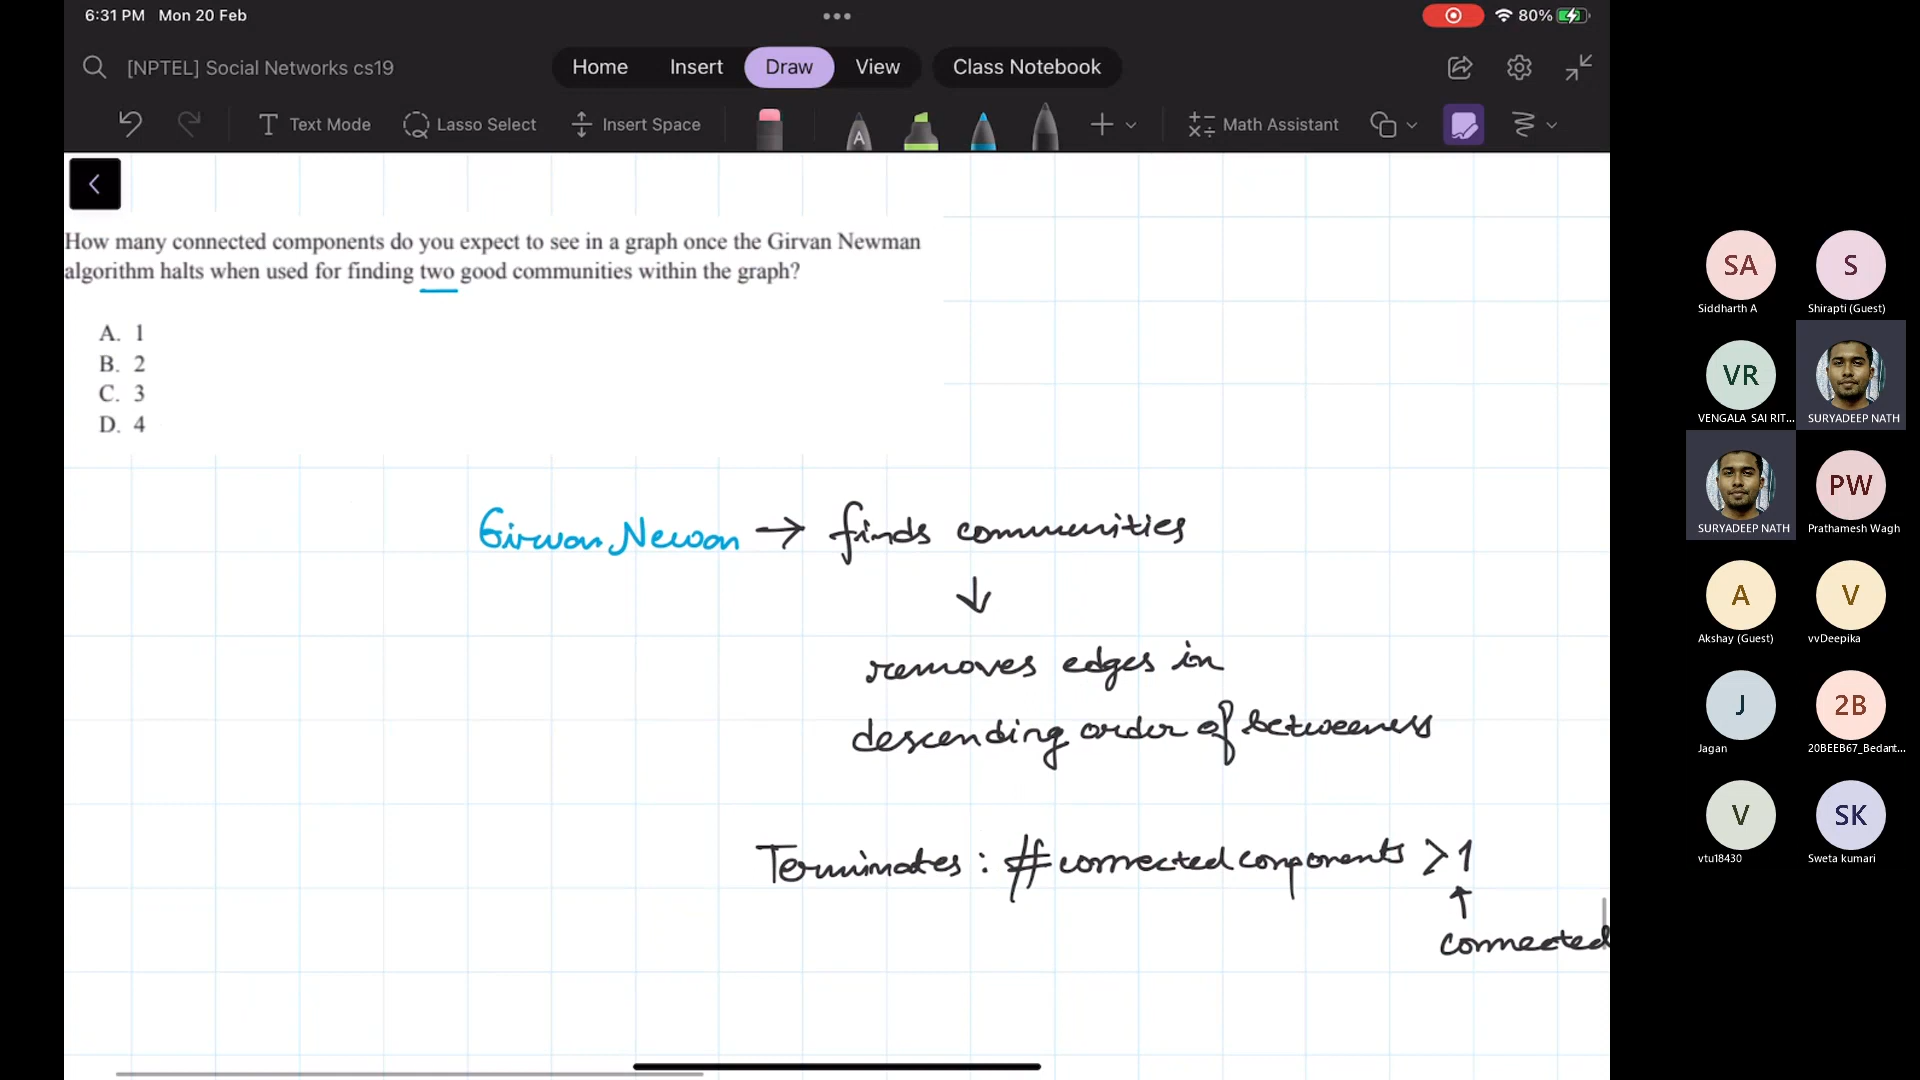 6:31 PM Mon 20 Feb
80%
[NPTEL] Social Networks cs19
Home Insert Draw View Class Notebook
Text Mode Lasso Select Insert Space A Math Assistant
How many connected components do you expect to see in a graph once the Girvan Newman
algorithm halts when used for finding two good communities within the graph?
A. 1
B. 2
C. 3
D. 4
Girvan Newman → finds communities
↓
removes edges in
descending order of betweeness
Terminates : # connected components > 1
↑
connected
SA S
Siddharth A Shirapti (Guest)
VR
VENGALA SAI RIT... SURYADEEP NATH
PW
SURYADEEP NATH Prathamesh Wagh
A V
Akshay (Guest) vvDeepika
J 2B
Jagan 20BEEB67_Bedant...
V SK
vtu18430 Sweta kumari